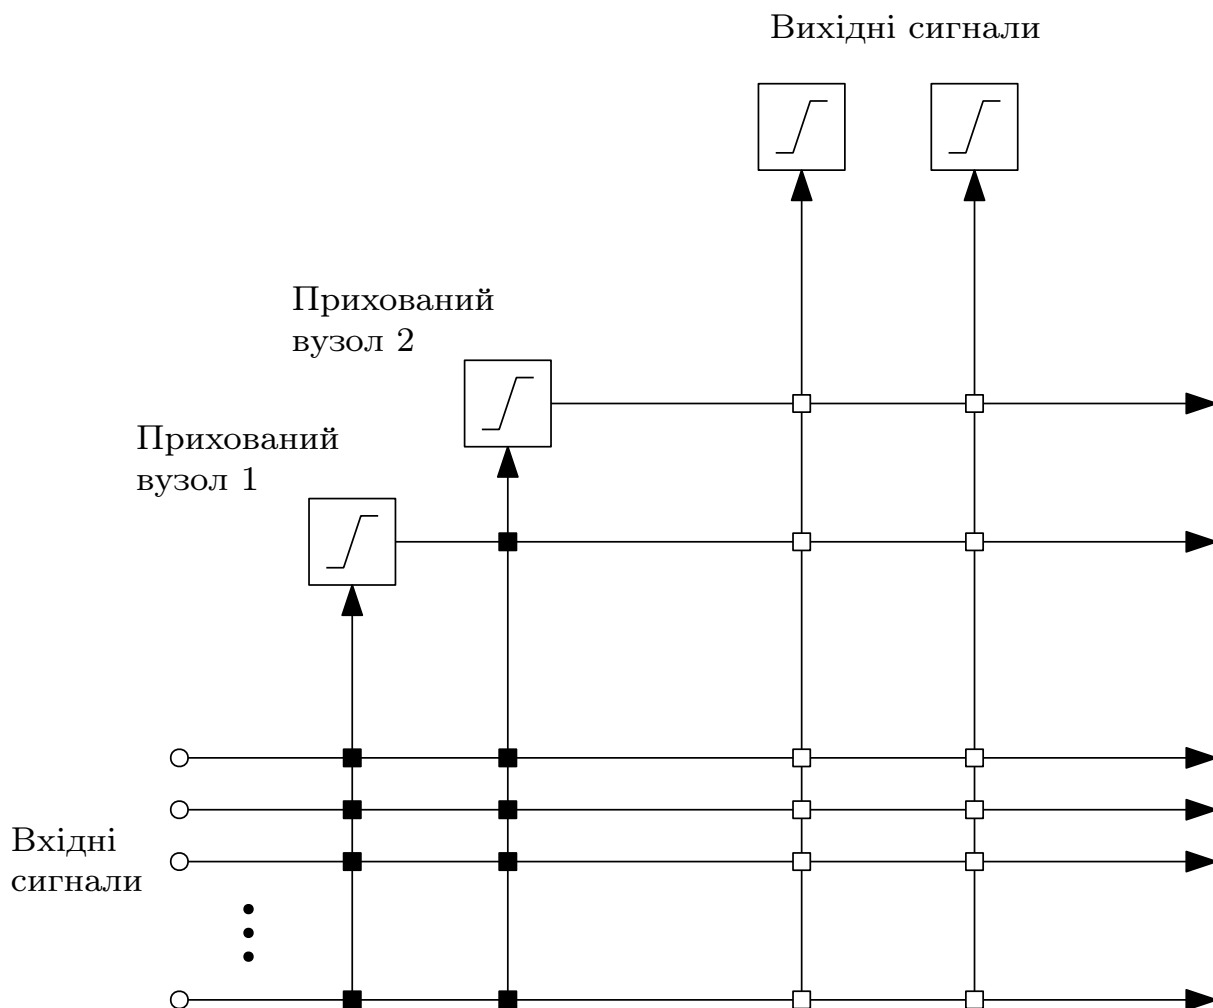 Вихідні сигнали
Прихований
вузол 2
Прихований
вузол 1
Вхідні
сигнали